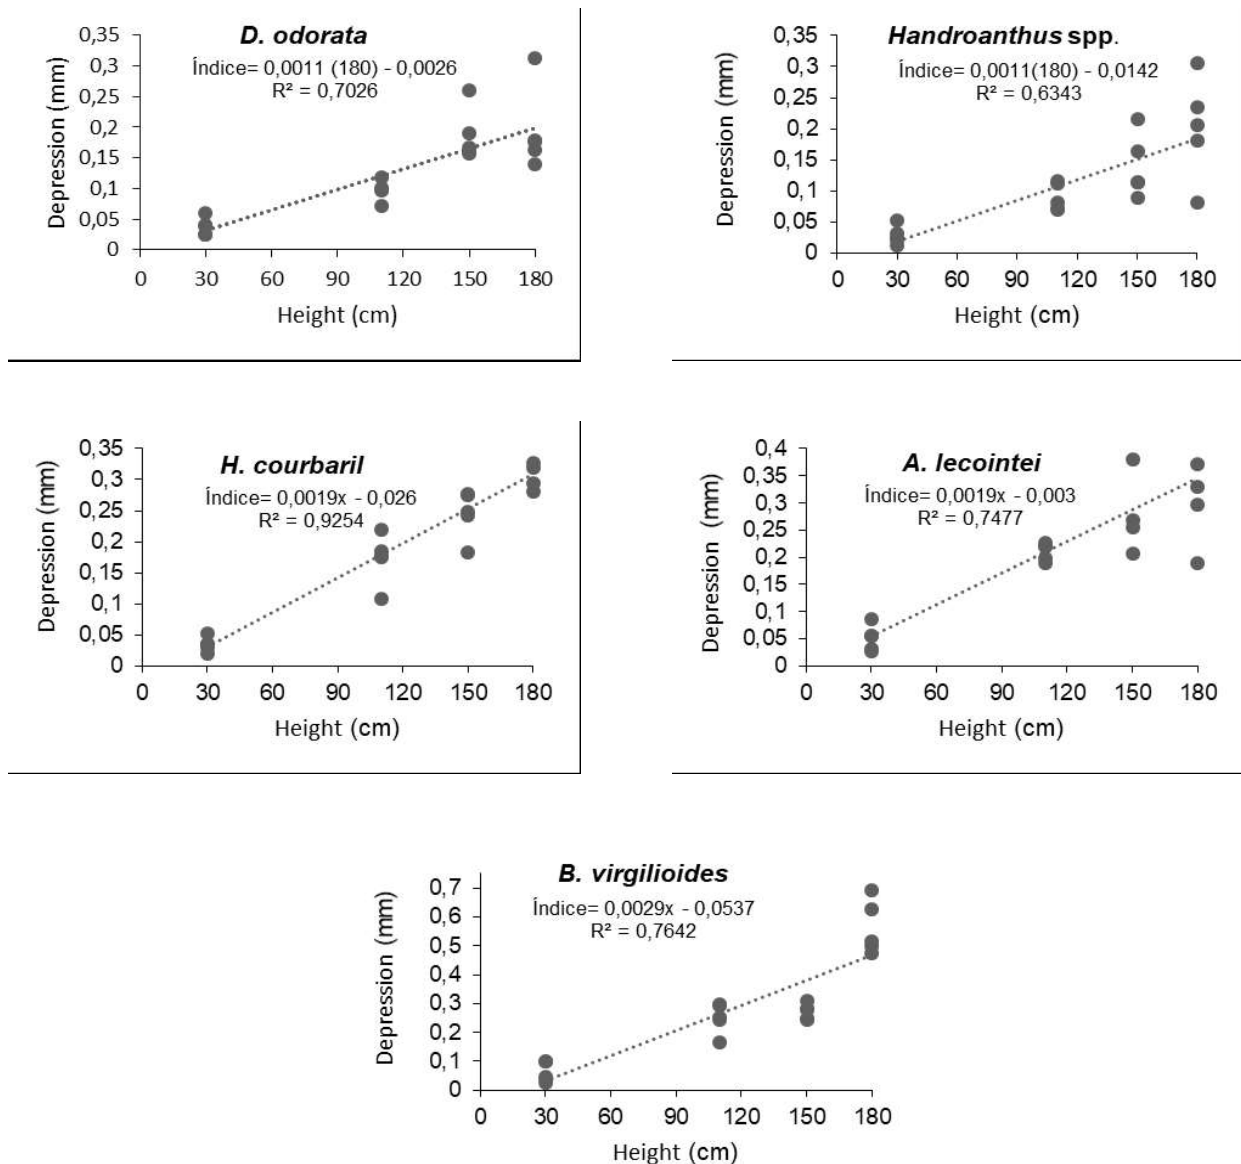 D. odorata
Índice= 0,0011 (180) - 0,0026
R² = 0,7026
Depression (mm)
0,35
0,3
0,25
0,2
0,15
0,1
0,05
0
0 30 60 90 120 150 180
Height (cm)
Handroanthus spp.
Índice= 0,0011(180) - 0,0142
R² = 0,6343
Depression (mm)
0,35
0,3
0,25
0,2
0,15
0,1
0,05
0
0 30 60 90 120 150 180
Height (cm)
H. courbaril
Índice= 0,0019x - 0,026
R² = 0,9254
Depression (mm)
0,35
0,3
0,25
0,2
0,15
0,1
0,05
0
0 30 60 90 120 150 180
Height (cm)
A. lecointei
Índice= 0,0019x - 0,003
R² = 0,7477
Depression (mm)
0,4
0,35
0,3
0,25
0,2
0,15
0,1
0,05
0
0 30 60 90 120 150 180
Height (cm)
B. virgilioides
Índice= 0,0029x - 0,0537
R² = 0,7642
Depression (mm)
0,7
0,6
0,5
0,4
0,3
0,2
0,1
0
0 30 60 90 120 150 180
Height (cm)